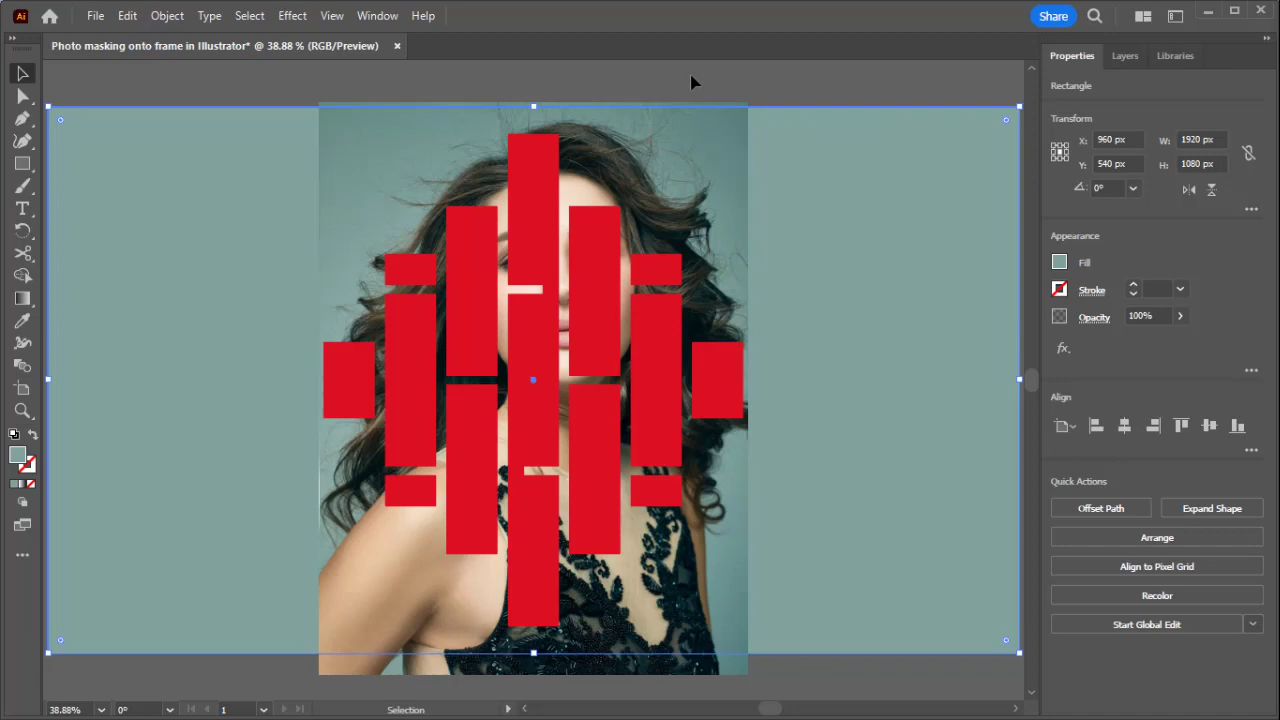 Ai File Edit Object Type Select Effect View Window Help Share
Photo masking onto frame in Illustrator* @ 38.88 % (RGB/Preview) ×
Properties Layers Libraries
Rectangle
Transform
X: 960 px W: 1920 px
Y: 540 px H: 1080 px
0°
Appearance
Fill
Stroke
Opacity 100%
fx.
Align
Quick Actions
Offset Path Expand Shape
Arrange
Align to Pixel Grid
Recolor
Start Global Edit
38.88% 0° 1 Selection